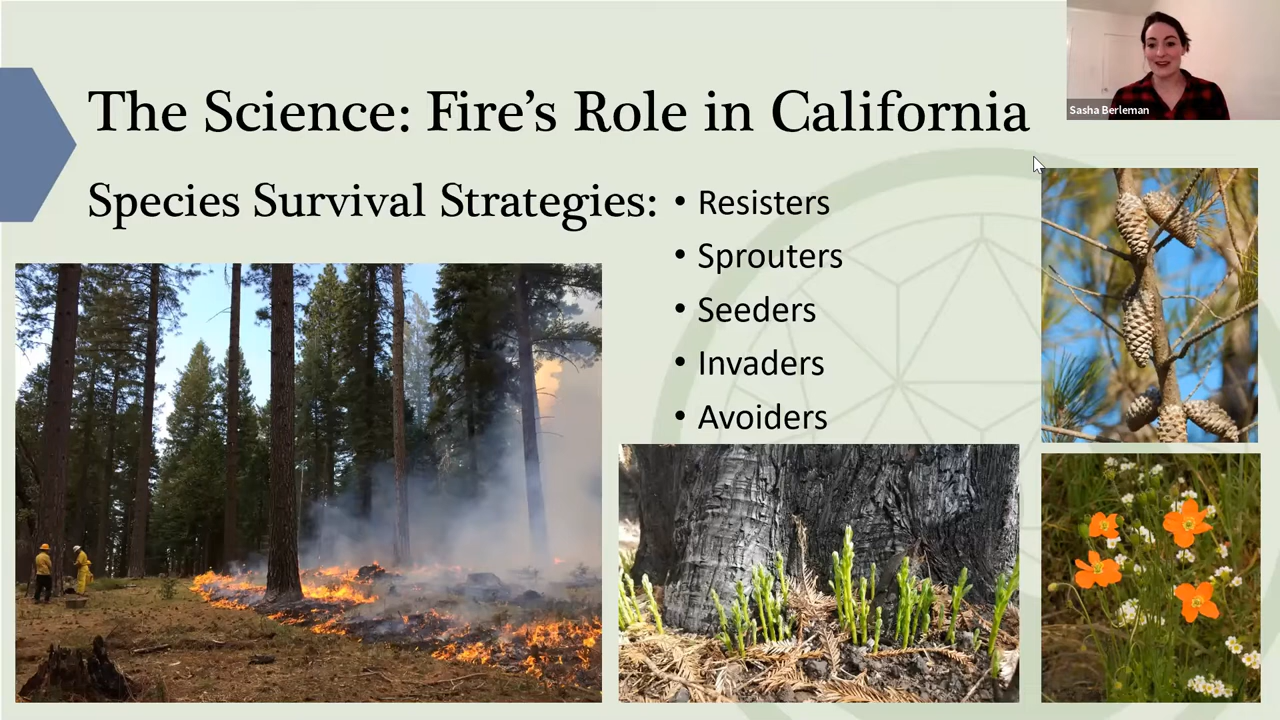 Sasha Berleman
The Science: Fire's Role in California
Species Survival Strategies:
• Resisters
• Sprouters
• Seeders
• Invaders
• Avoiders